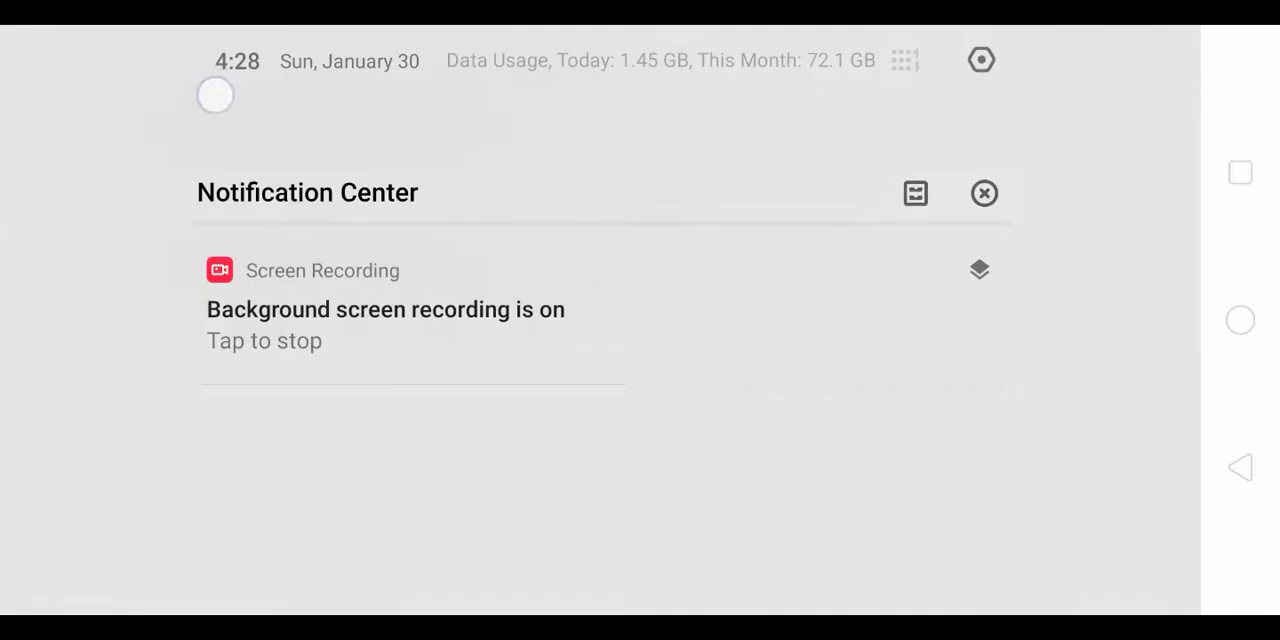 4:28 Sun, January 30 Data Usage, Today: 1.45 GB, This Month: 72.1 GB
Notification Center
Screen Recording
Background screen recording is on
Tap to stop